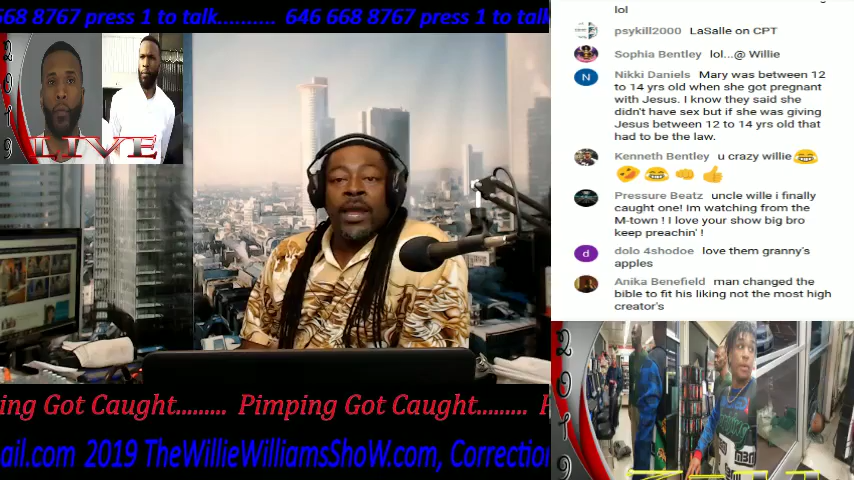 668 8767 press 1 to talk.......... 646 668 8767 press 1 to talk
2019
LIVE
lol
psykill2000 LaSalle on CPT
Sophia Bentley lol...@ Willie
N
Nikki Daniels Mary was between 12
to 14 yrs old when she got pregnant
with Jesus. I know they said she
didn't have sex but if she was giving
Jesus between 12 to 14 yrs old that
had to be the law.
Kenneth Bentley u crazy willie😂
🤣😂👊👍
Pressure Beatz uncle wille i finally
caught one! Im watching from the
M-town ! I love your show big bro
keep preachin' !
d
dolo 4shodoe love them granny's
apples
Anika Benefield man changed the
bible to fit his liking not the most high
creator's
2019
ing Got Caught......... Pimping Got Caught.........
ail.com 2019 TheWillieWilliamsShoW.com, Correction